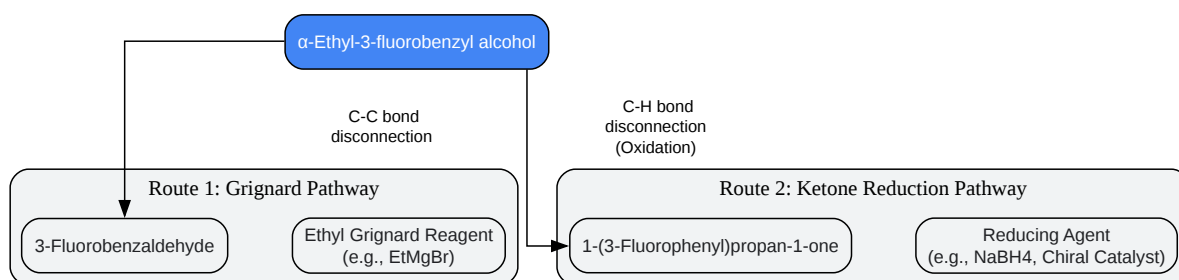 α-Ethyl-3-fluorobenzyl alcohol
C-C bond
disconnection
C-H bond
disconnection
(Oxidation)
Route 1: Grignard Pathway
3-Fluorobenzaldehyde
Ethyl Grignard Reagent
(e.g., EtMgBr)
Route 2: Ketone Reduction Pathway
1-(3-Fluorophenyl)propan-1-one
Reducing Agent
(e.g., NaBH4, Chiral Catalyst)